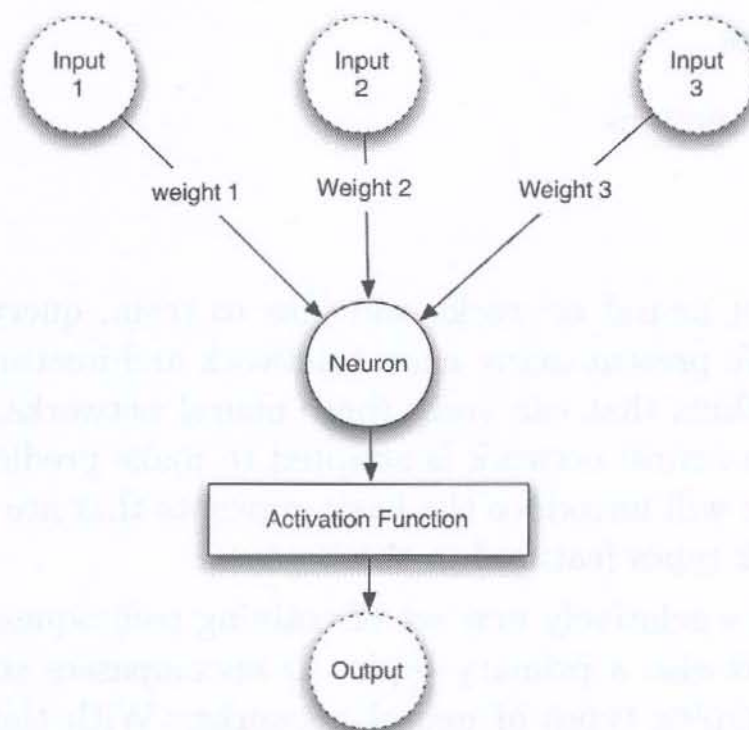 Input
1
Input
2
Input
3
weight 1
Weight 2
Weight 3
Neuron
Activation Function
Output